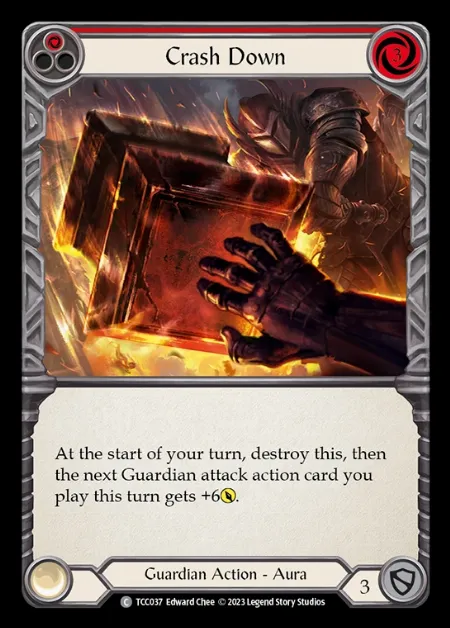 Crash Down
3
At the start of your turn, destroy this, then
the next Guardian attack action card you
play this turn gets +6.
Guardian Action - Aura
3
C TCC037 Edward Chee © 2023 Legend Story Studios